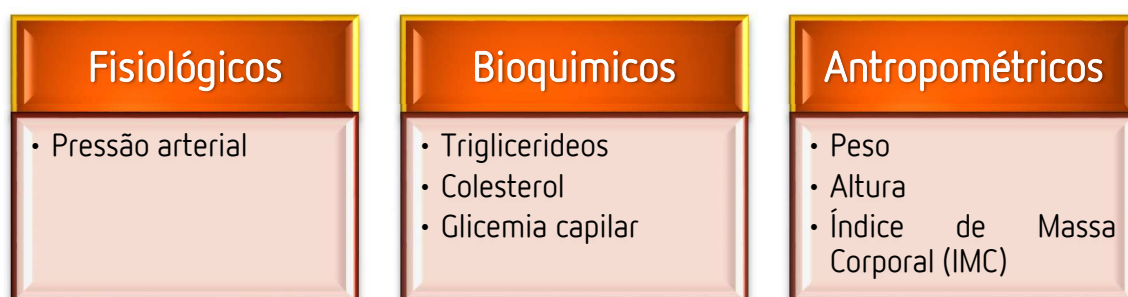 Fisiológicos
• Pressão arterial
Bioquimicos
• Triglicerideos
• Colesterol
• Glicemia capilar
Antropométricos
• Peso
• Altura
• Índice de Massa
Corporal (IMC)